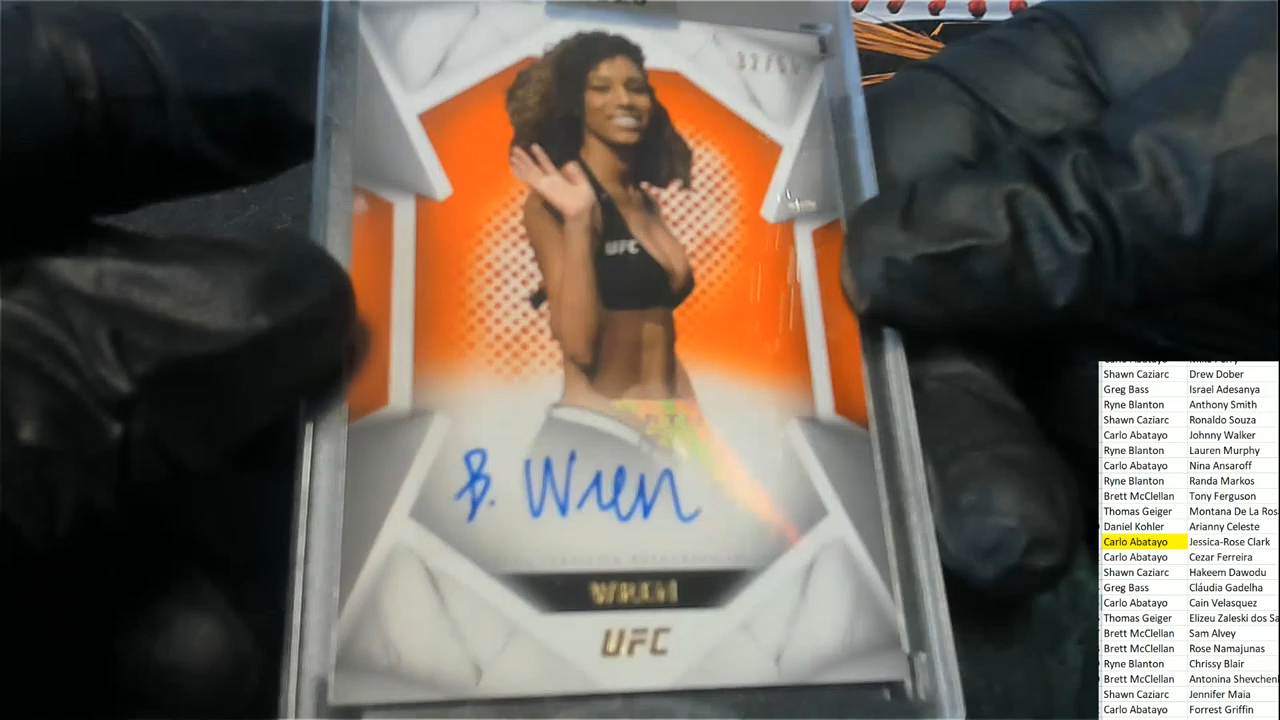 UFC
B. Wren
WREN
UFC
Shawn Caziarc Drew Dober
Greg Bass Israel Adesanya
Ryne Blanton Anthony Smith
Shawn Caziarc Ronaldo Souza
Carlo Abatayo Johnny Walker
Ryne Blanton Lauren Murphy
Carlo Abatayo Nina Ansaroff
Ryne Blanton Randa Markos
Brett McClellan Tony Ferguson
Thomas Geiger Montana De La Ros
Daniel Kohler Arianny Celeste
Carlo Abatayo Jessica-Rose Clark
Carlo Abatayo Cezar Ferreira
Shawn Caziarc Hakeem Dawodu
Greg Bass Cláudia Gadelha
Carlo Abatayo Cain Velasquez
Thomas Geiger Elizeu Zaleski dos Sa
Brett McClellan Sam Alvey
Brett McClellan Rose Namajunas
Ryne Blanton Chrissy Blair
Brett McClellan Antonina Shevchen
Shawn Caziarc Jennifer Maia
Carlo Abatayo Forrest Griffin